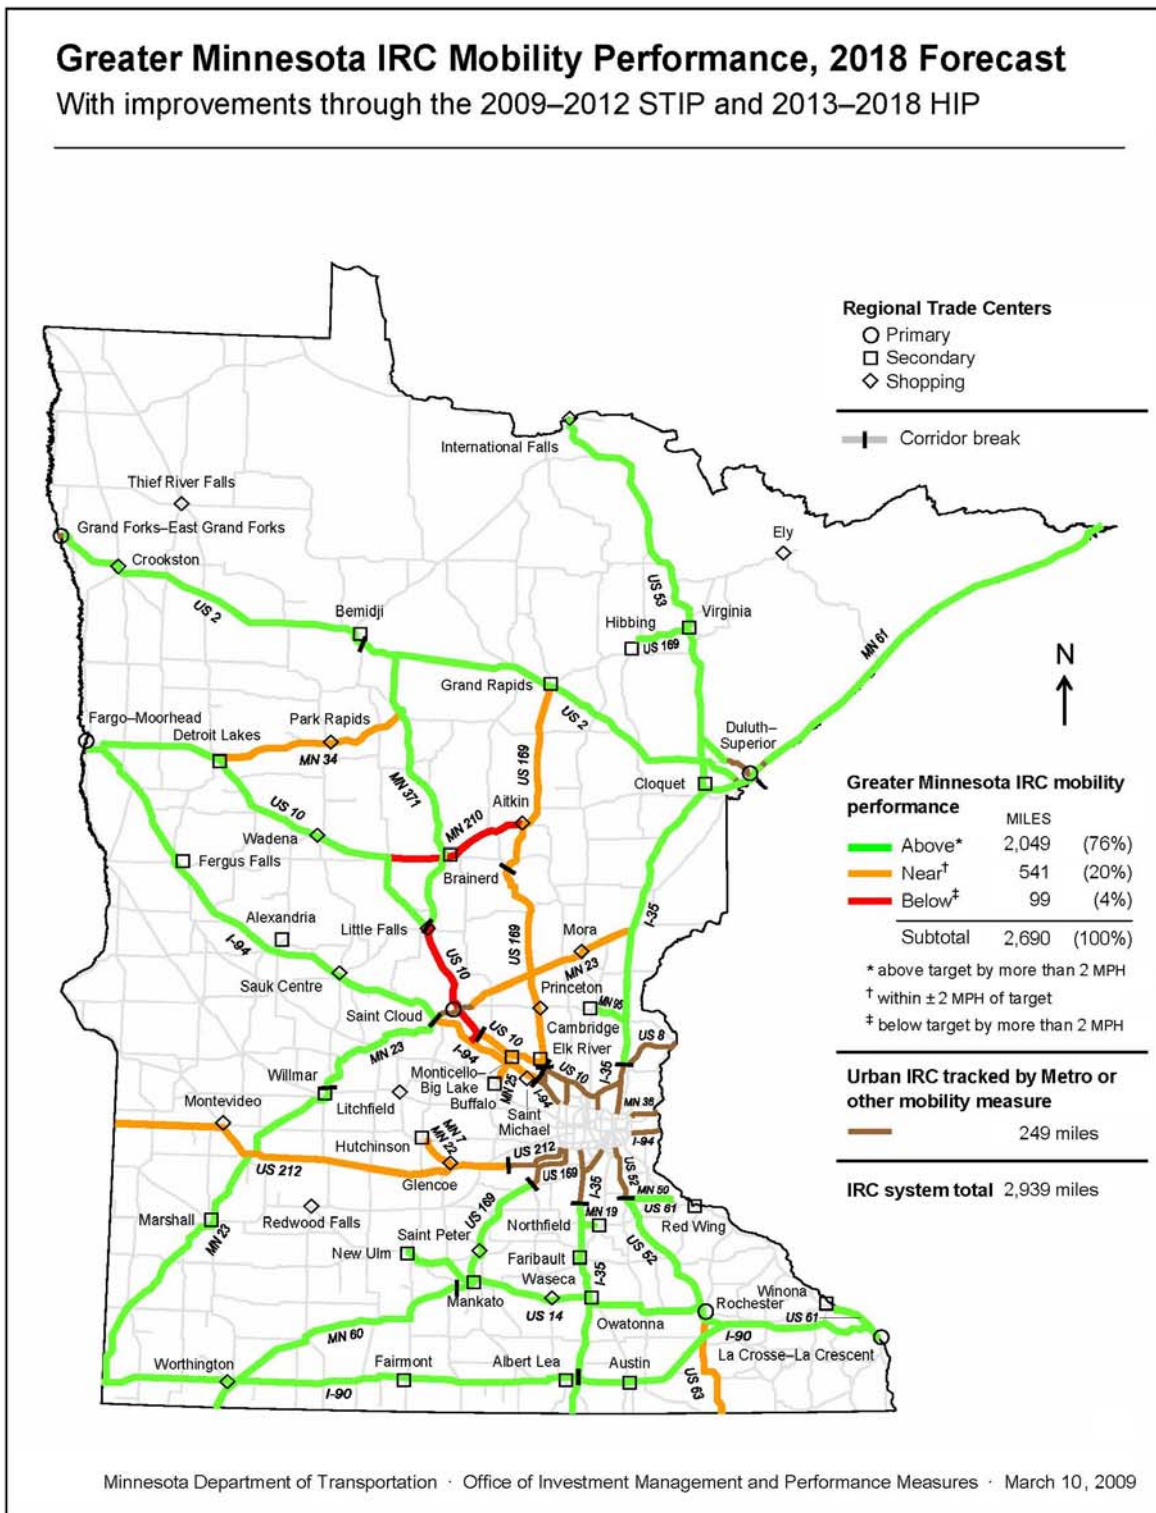 Greater Minnesota IRC Mobility Performance, 2018 Forecast
With improvements through the 2009–2012 STIP and 2013–2018 HIP
Regional Trade Centers
Primary
Secondary
Shopping
Corridor break
International Falls
Thief River Falls
Grand Forks–East Grand Forks
Crookston
Ely
US 2
Bemidji
US 53
Hibbing
Virginia
US 169
MN 61
N
Grand Rapids
US 2
Fargo–Moorhead
Detroit Lakes
Park Rapids
MN 34
US 169
Duluth–
Superior
Cloquet
MN 371
US 10
Aitkin
MN 210
Wadena
Fergus Falls
Brainerd
Greater Minnesota IRC mobility
performance
MILES
Above* 2,049 (76%)
Near† 541 (20%)
Below‡ 99 (4%)
Subtotal 2,690 (100%)
* above target by more than 2 MPH
† within ± 2 MPH of target
‡ below target by more than 2 MPH
Alexandria
I-94
Little Falls
US 10
US 169
Mora
MN 23
I-35
Sauk Centre
Princeton
MN 95
Saint Cloud
Cambridge
US 10
US 8
MN 23
I-94
Elk River
US 10
I-35
Monticello–
Big Lake
MN 25
I-94
Willmar
Buffalo
Saint
Michael
MN 36
Litchfield
Montevideo
I-94
Hutchinson
MN 7
MN 22
US 212
US 212
Glencoe
US 169
US 52
I-35
Urban IRC tracked by Metro or
other mobility measure
249 miles
IRC system total 2,939 miles
MN 50
US 61
Red Wing
Marshall
MN 23
Redwood Falls
US 169
Northfield
MN 19
Saint Peter
New Ulm
Faribault
US 52
Waseca
I-35
Mankato
US 14
Owatonna
Rochester
Winona
US 61
MN 60
I-90
La Crosse–La Crescent
Worthington
Fairmont
Albert Lea
Austin
I-90
US 63
Minnesota Department of Transportation · Office of Investment Management and Performance Measures · March 10, 2009